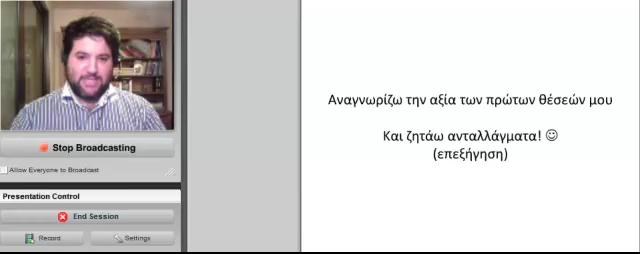 Stop Broadcasting
Allow Everyone to Broadcast
Presentation Control
End Session
Record
Settings
Αναγνωρίζω την αξία των πρώτων θέσεών μου
Και ζητάω ανταλλάγματα! ☺
(επεξήγηση)